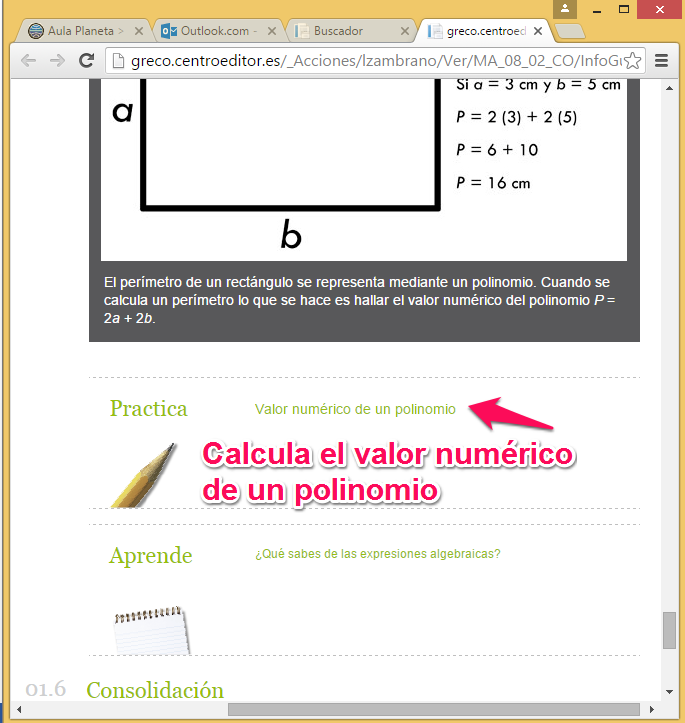 Aula Planeta >
Outlook.com -
Buscador
greco.centroed
greco.centroeditor.es/_Acciones/lzambrano/Ver/MA_08_02_CO/InfoGu
Si a = 3 cm y b = 5 cm
a
P = 2 (3) + 2 (5)
P = 6 + 10
P = 16 cm
b
El perímetro de un rectángulo se representa mediante un polinomio. Cuando se
calcula un perímetro lo que se hace es hallar el valor numérico del polinomio P =
2a + 2b.
Practica
Valor numérico de un polinomio
Calcula el valor numérico
de un polinomio
Aprende
¿Qué sabes de las expresiones algebraicas?
01.6 Consolidación